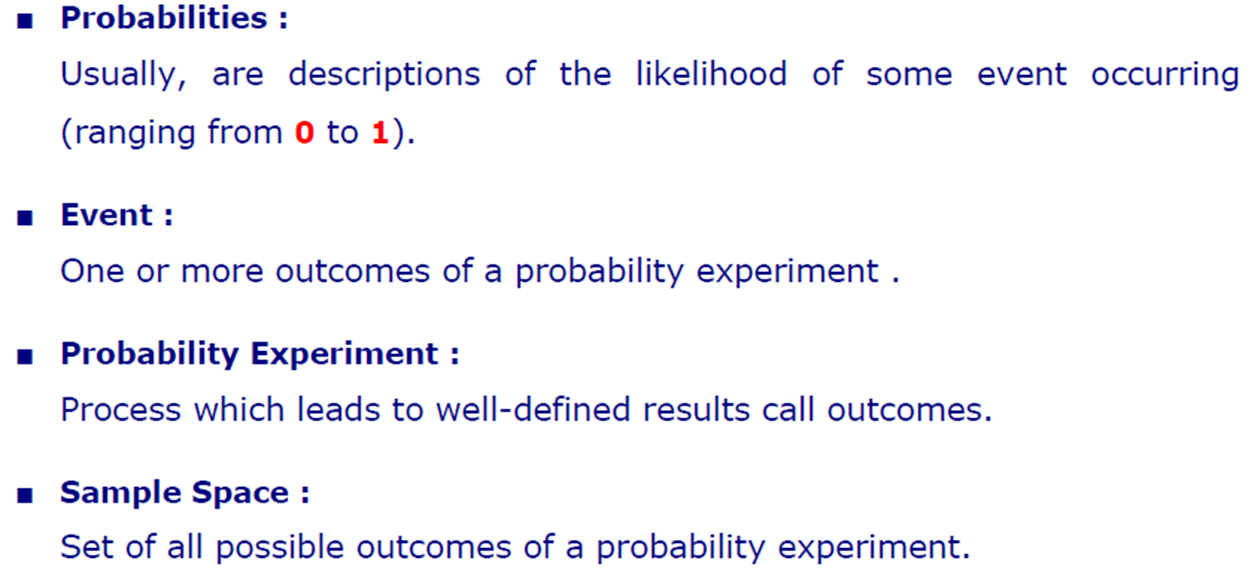 ▪ Probabilities :
Usually, are descriptions of the likelihood of some event occurring
(ranging from 0 to 1).
▪ Event :
One or more outcomes of a probability experiment .
▪ Probability Experiment :
Process which leads to well-defined results call outcomes.
▪ Sample Space :
Set of all possible outcomes of a probability experiment.